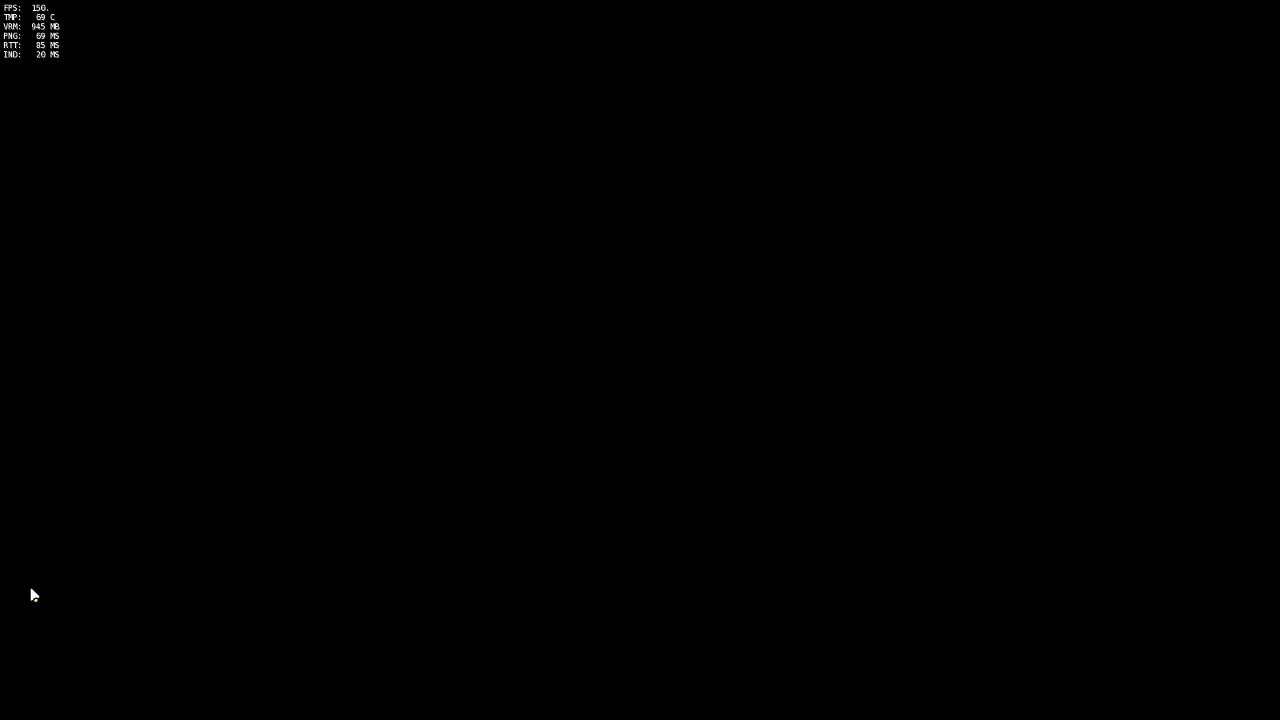 FPS: 150.
TMP: 69 C
VRM: 945 MB
PNG: 69 MS
RTT: 85 MS
IND: 20 MS